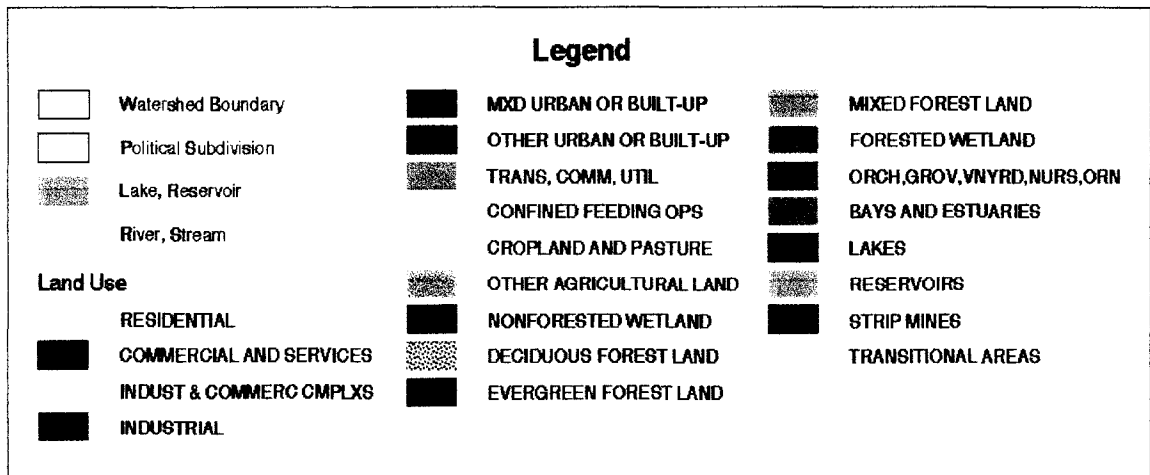 Legend
Watershed Boundary
Political Subdivision
Lake, Reservoir
River, Stream
Land Use
RESIDENTIAL
COMMERCIAL AND SERVICES
INDUST & COMMERC CMPLXS
INDUSTRIAL
MXD URBAN OR BUILT-UP
OTHER URBAN OR BUILT-UP
TRANS, COMM, UTIL
CONFINED FEEDING OPS
CROPLAND AND PASTURE
OTHER AGRICULTURAL LAND
NONFORESTED WETLAND
DECIDUOUS FOREST LAND
EVERGREEN FOREST LAND
MIXED FOREST LAND
FORESTED WETLAND
ORCH,GROV,VNYRD,NURS,ORN
BAYS AND ESTUARIES
LAKES
RESERVOIRS
STRIP MINES
TRANSITIONAL AREAS